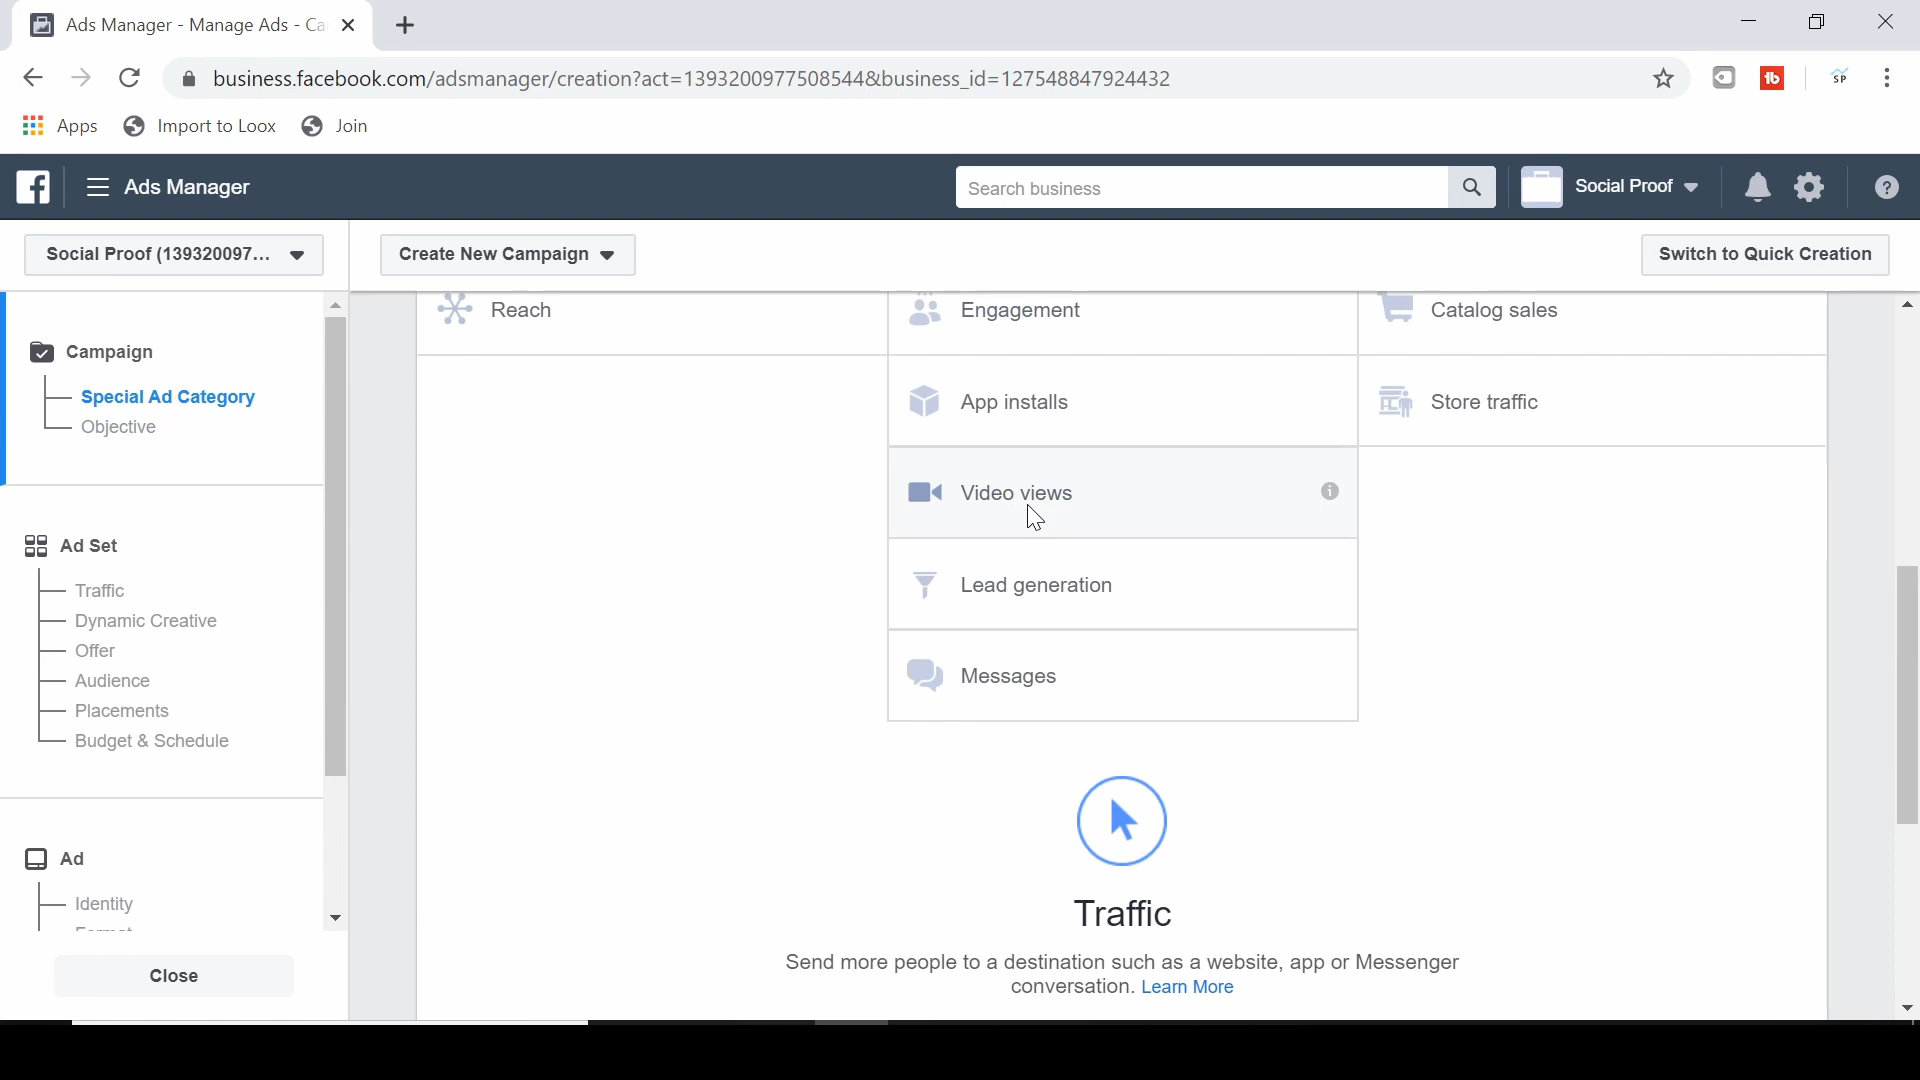 Ads Manager - Manage Ads - Ca
business.facebook.com/adsmanager/creation?act=139320097750854​4&business_id=127548847924432
Apps Import to Loox Join
Ads Manager
Search business
Social Proof
Social Proof (139320097...
Create New Campaign
Switch to Quick Creation
Campaign
Special Ad Category
Objective
Ad Set
Traffic
Dynamic Creative
Offer
Audience
Placements
Budget & Schedule
Ad
Identity
Format
Close
Reach
Engagement
Catalog sales
App installs
Store traffic
Video views
Lead generation
Messages
Traffic
Send more people to a destination such as a website, app or Messenger
conversation. Learn More